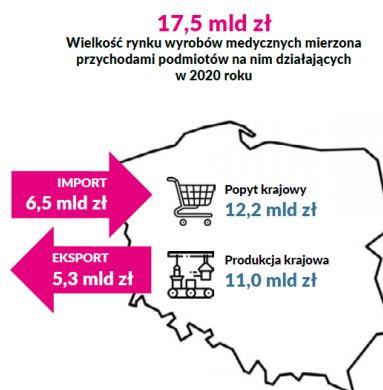 17,5 mld zł
Wielkość rynku wyrobów medycznych mierzona
przychodami podmiotów na nim działających
w 2020 roku
IMPORT
6,5 mld zł
Popyt krajowy
12,2 mld zł
EKSPORT
5,3 mld zł
Produkcja krajowa
11,0 mld zł